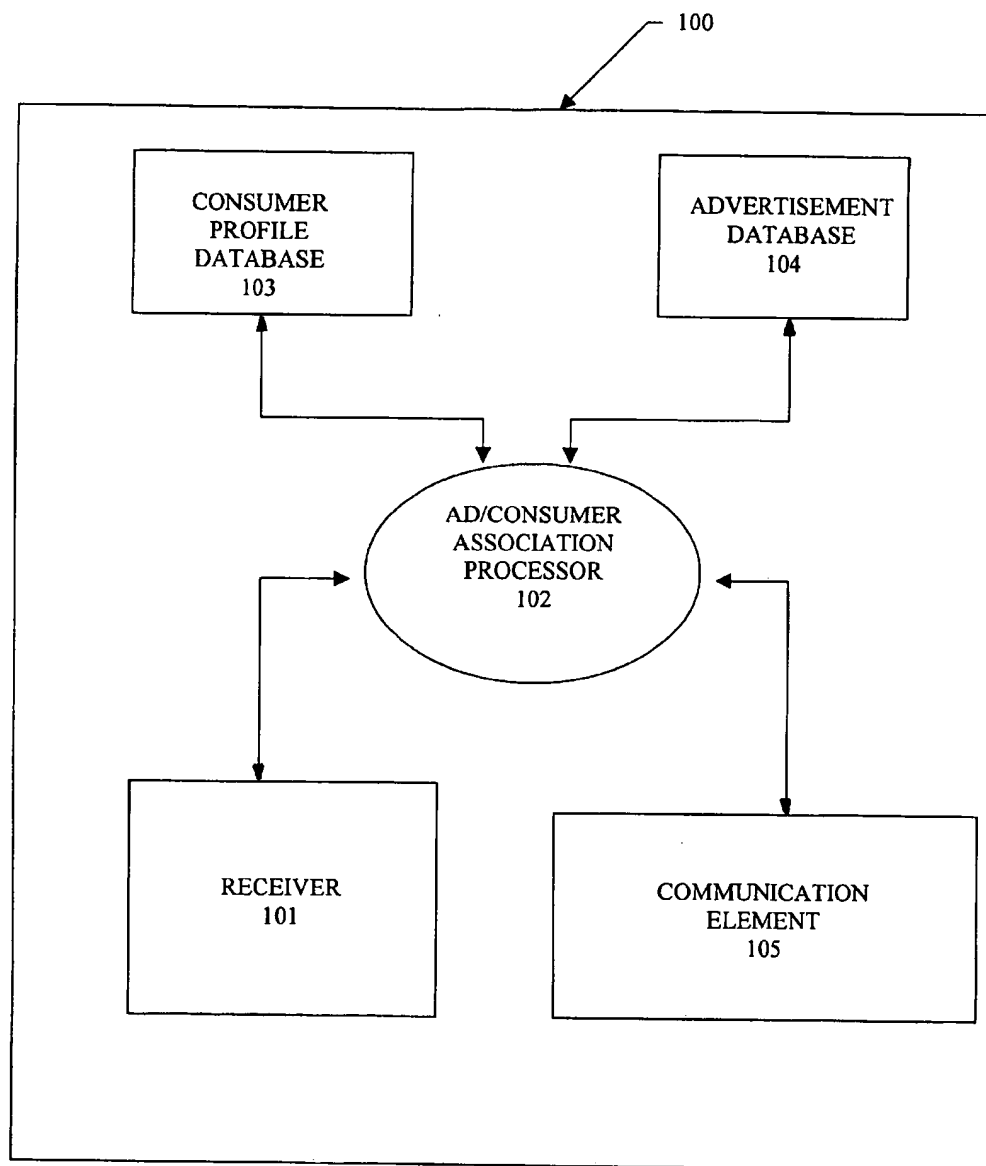 100
CONSUMER
PROFILE
DATABASE
103
ADVERTISEMENT
DATABASE
104
AD/CONSUMER
ASSOCIATION
PROCESSOR
102
RECEIVER
101
COMMUNICATION
ELEMENT
105